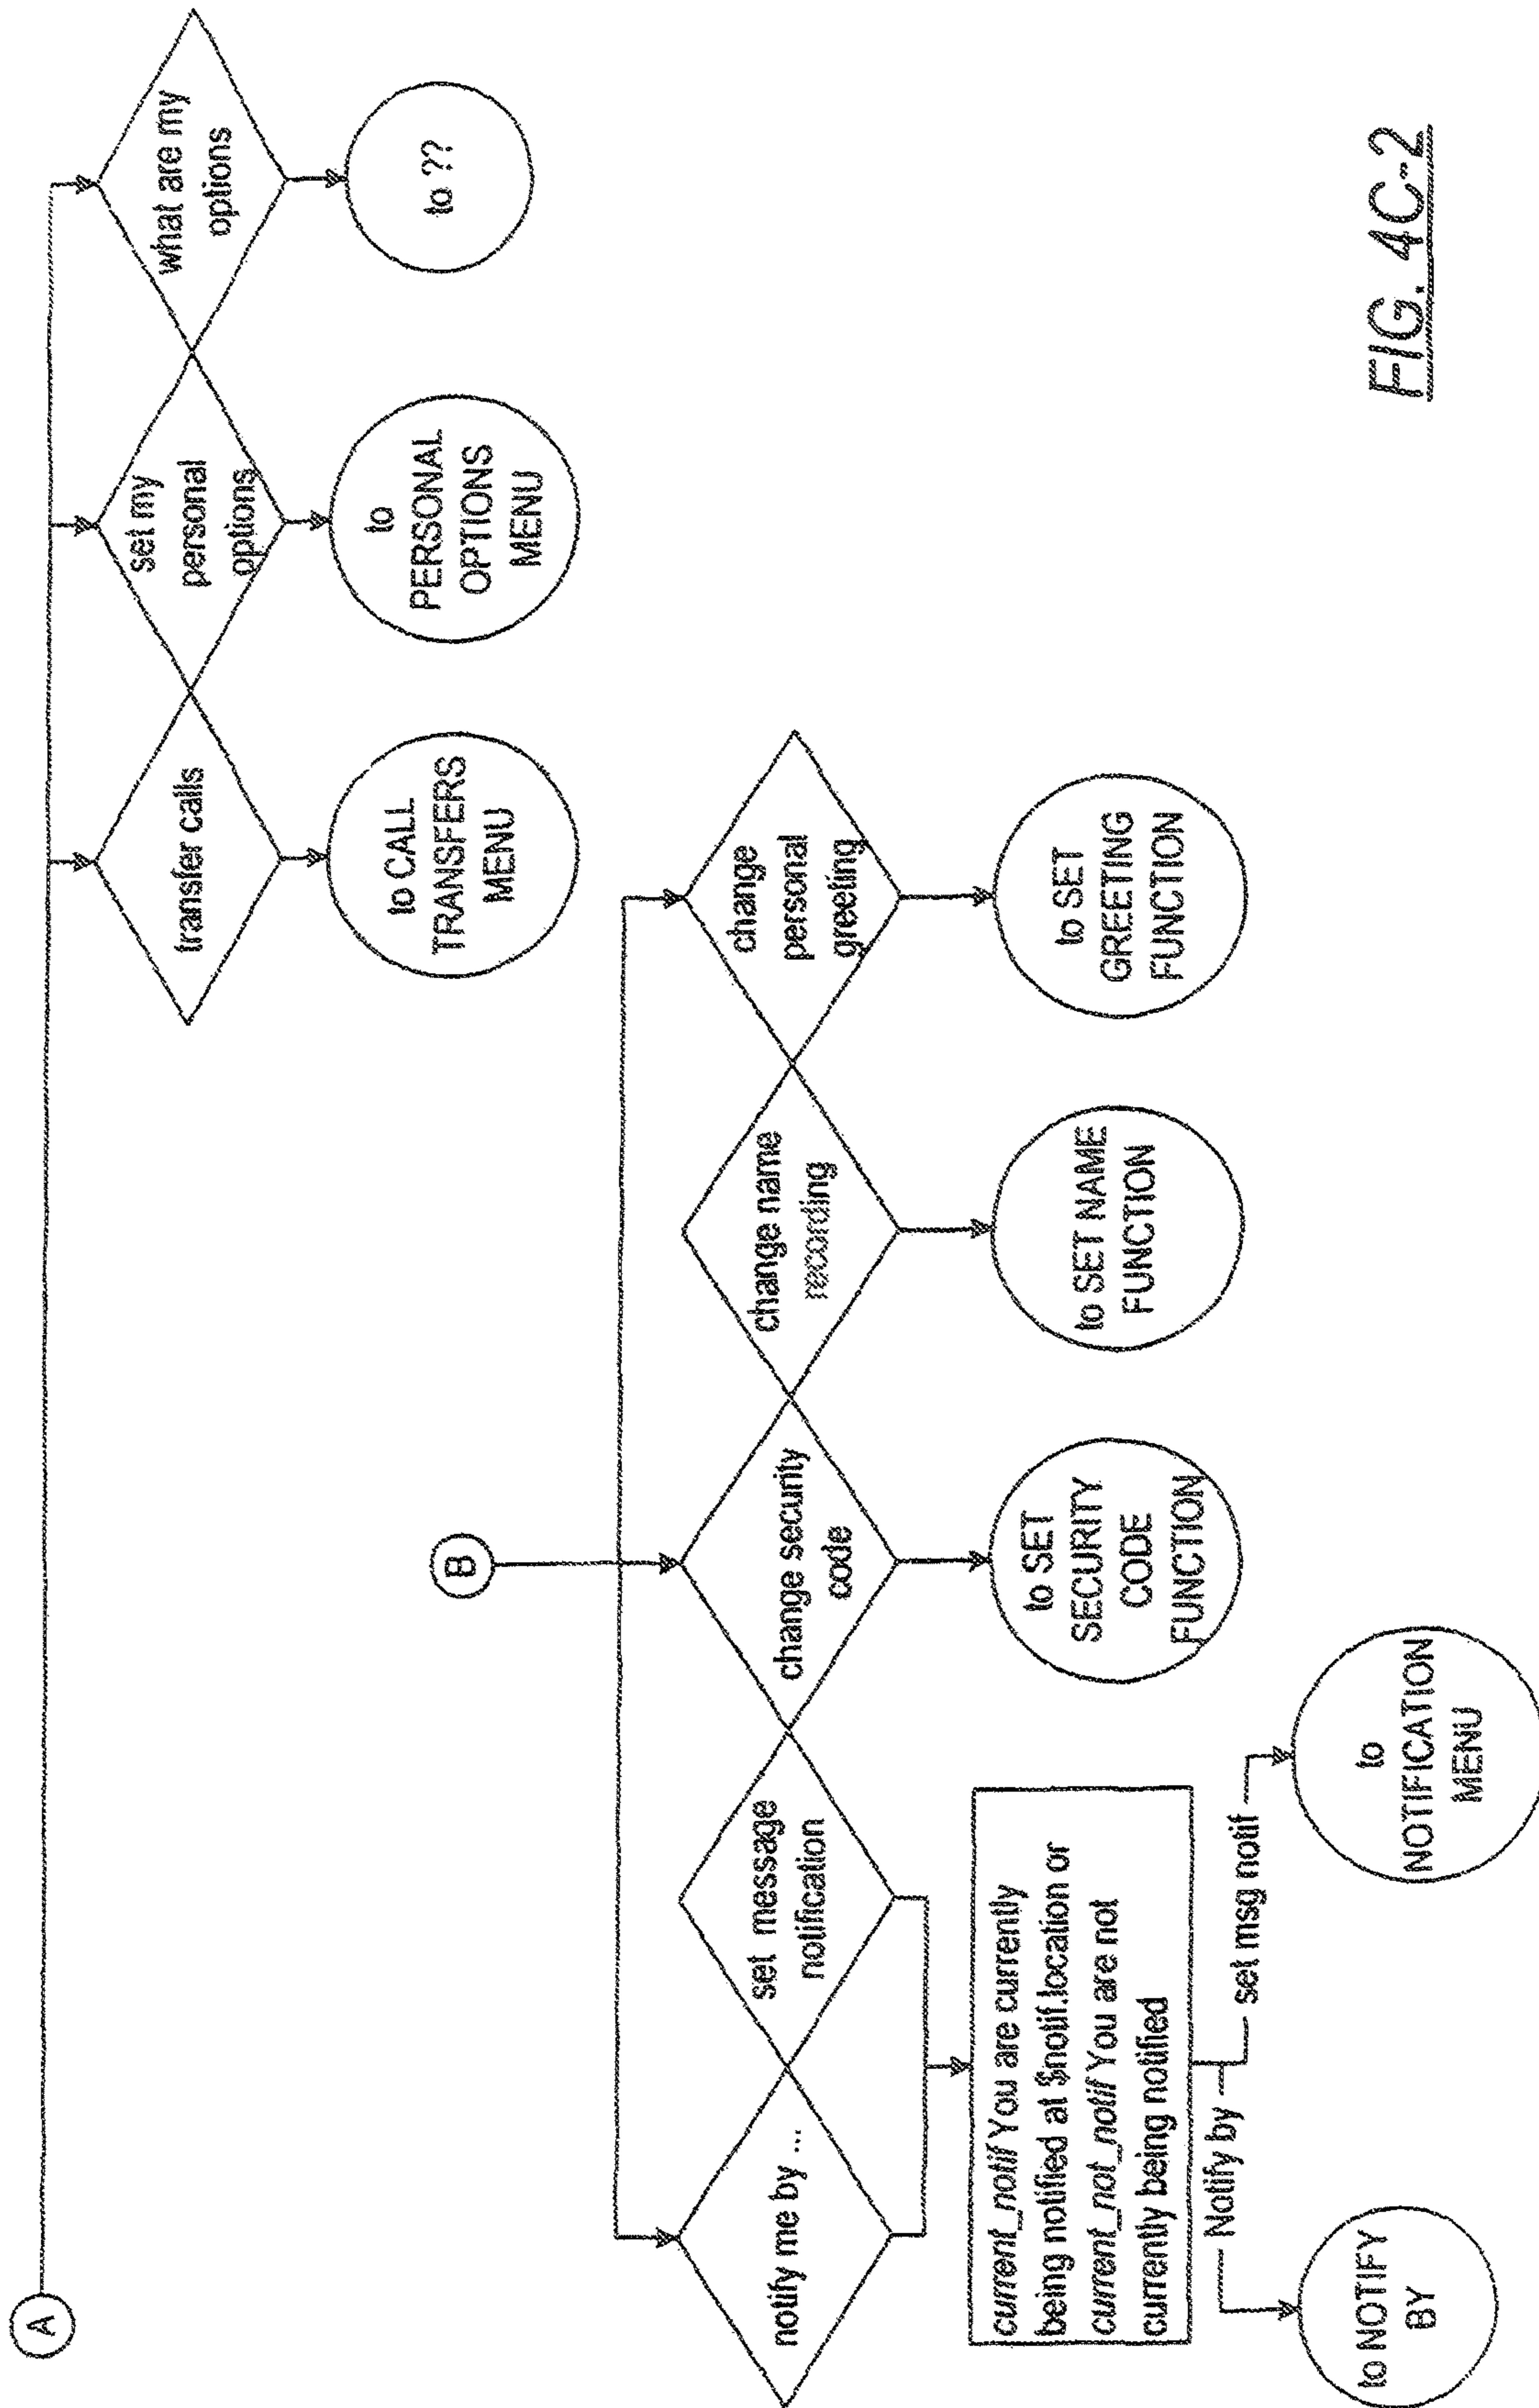 A
transfer calls
set my
personal
options
what are my
options
to CALL
TRANSFERS
MENU
to
PERSONAL
OPTIONS
MENU
to ??
B
notify me by ...
set message
notification
change security
code
change name
recording
change
personal
greeting
current_notif You are currently
being notified at $notif.location or
current_not_notif You are not
currently being notified
to SET
SECURITY
CODE
FUNCTION
to SET NAME
FUNCTION
to SET
GREETING
FUNCTION
Notify by
set msg notif
to NOTIFY
BY
to
NOTIFICATION
MENU
FIG. 4C-2